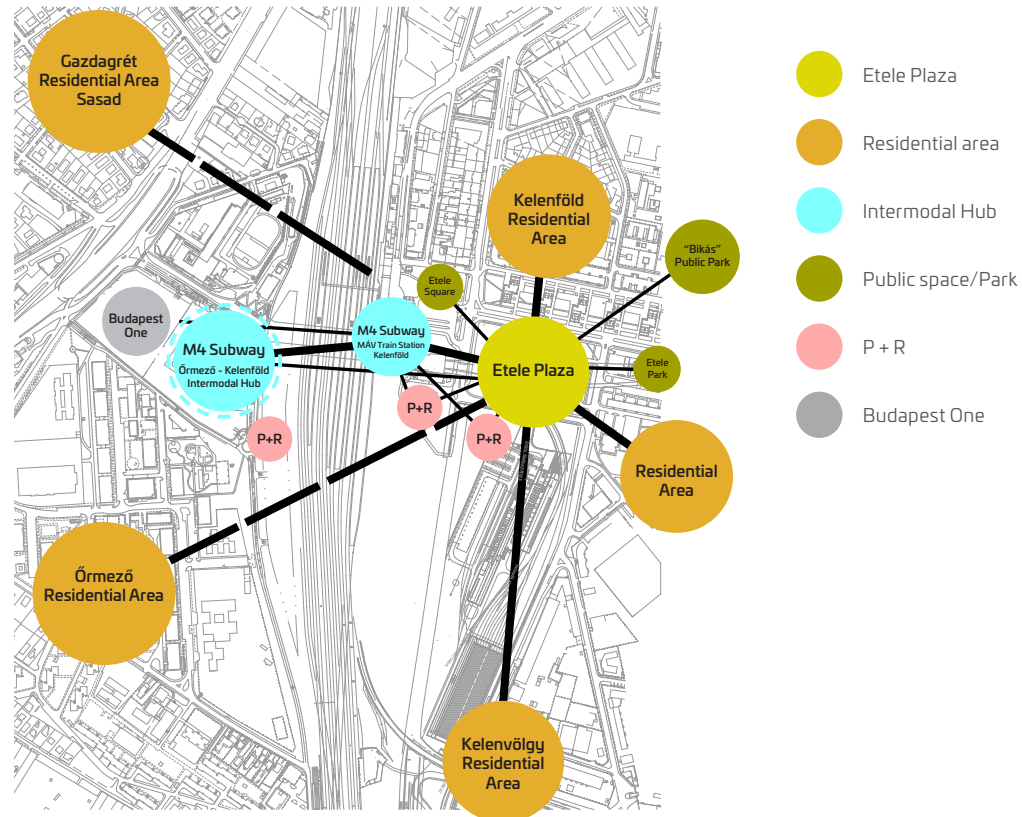 Gazdagrét
Residential Area
Sasad
Kelenföld
Residential
Area
"Bikás"
Public Park
Etele
Square
Budapest
One
M4 Subway
Őrmező - Kelenföld
Intermodal Hub
M4 Subway
MÁV Train Station
Kelenföld
Etele Plaza
Etele
Park
P+R
P+R
P+R
Residential
Area
Őrmező
Residential Area
Kelenvölgy
Residential
Area
Etele Plaza
Residential area
Intermodal Hub
Public space/Park
P + R
Budapest One